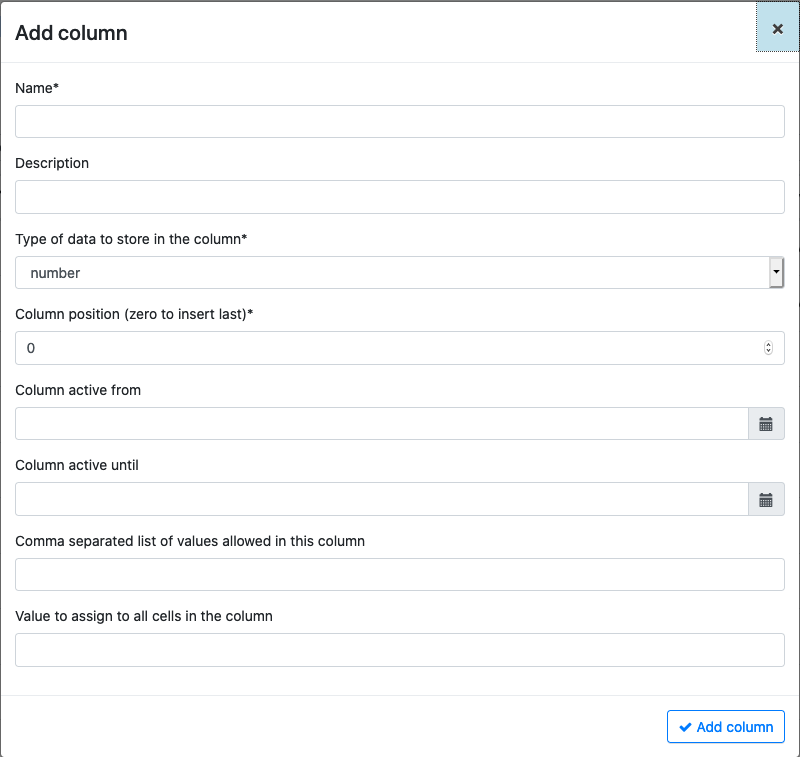 Add column
×
Name*
Description
Type of data to store in the column*
number
Column position (zero to insert last)*
0
Column active from
Column active until
Comma separated list of values allowed in this column
Value to assign to all cells in the column
Add column